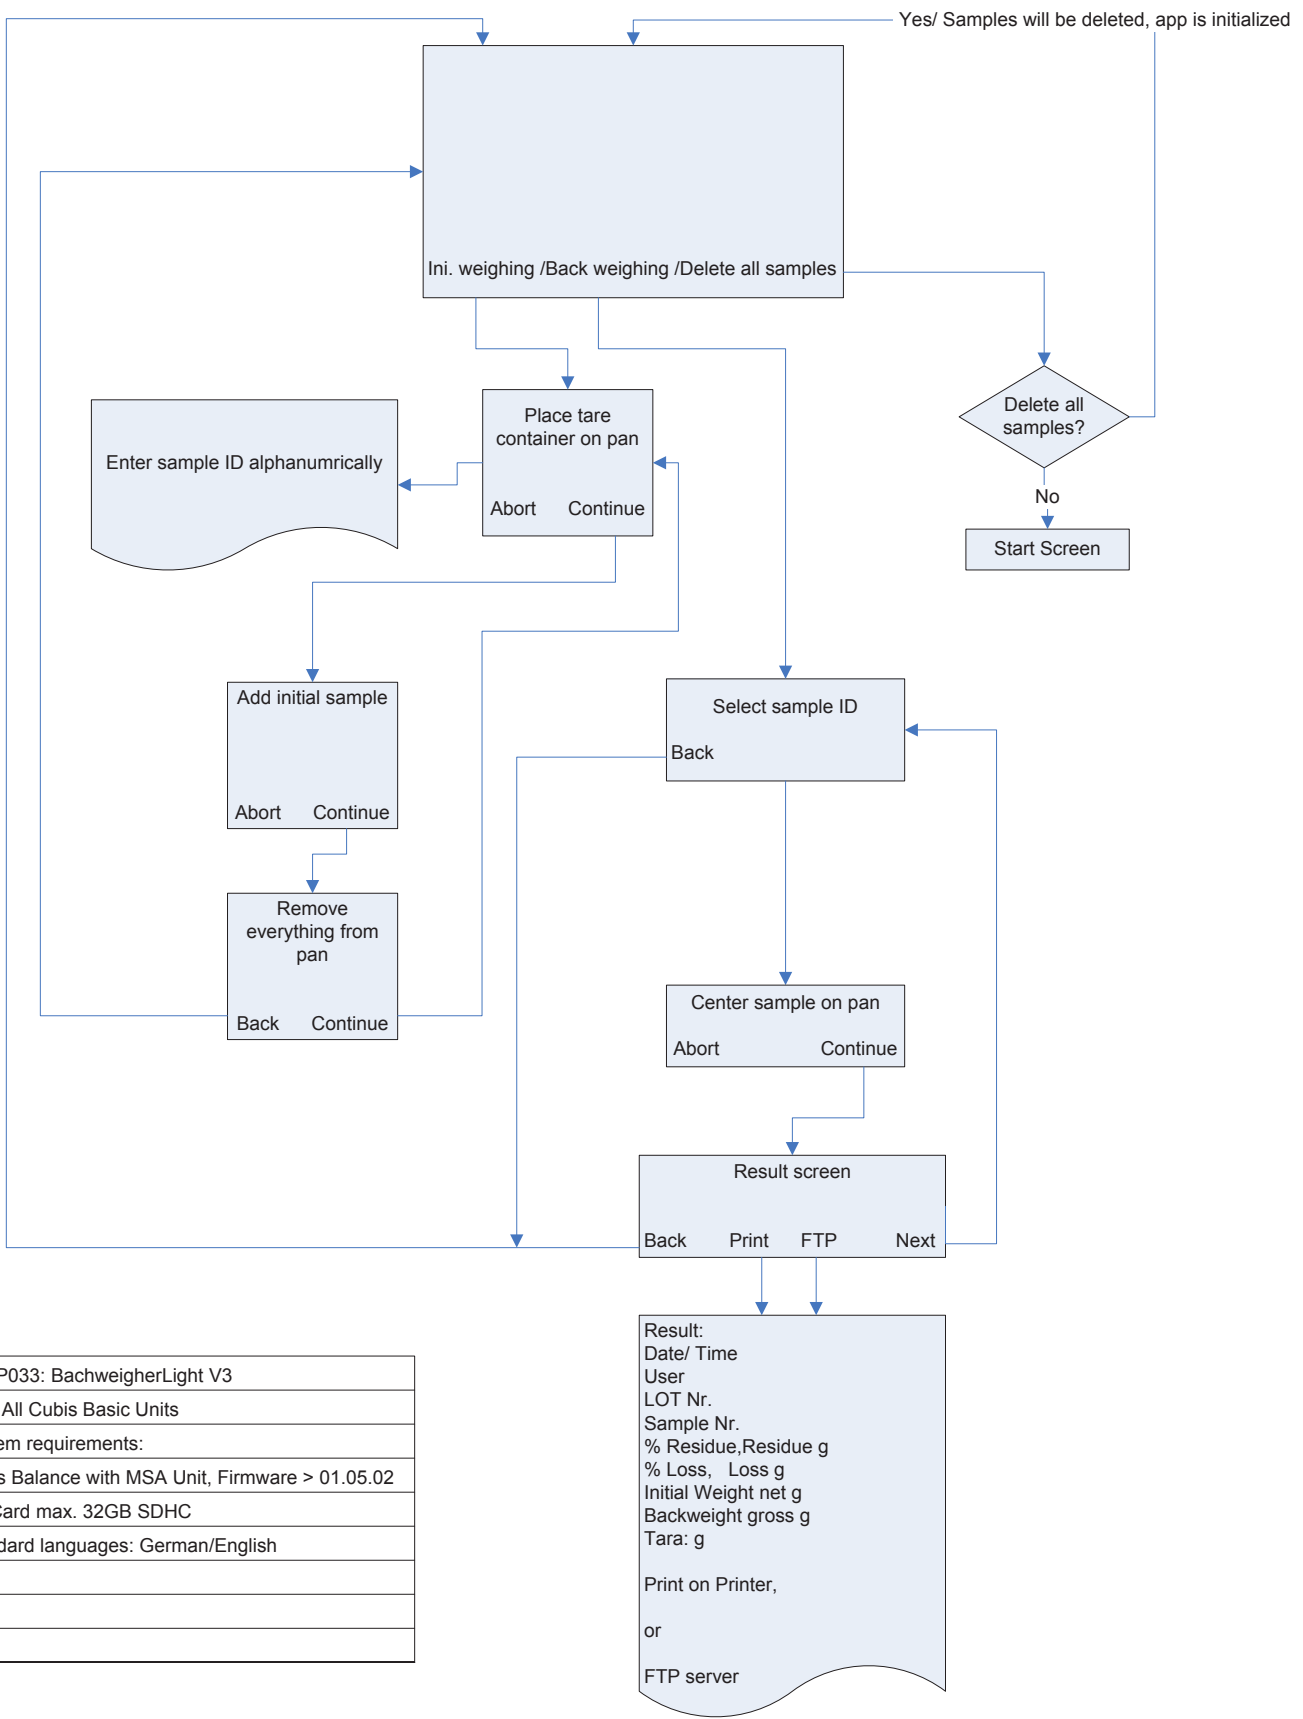 Yes/ Samples will be deleted, app is initialized
Ini. weighing /Back weighing /Delete all samples
Delete all
samples?
No
Start Screen
Place tare
container on pan
Abort Continue
Enter sample ID alphanumrically
Add initial sample
Abort Continue
Remove
everything from
pan
Back Continue
Select sample ID
Back
Center sample on pan
Abort Continue
Result screen
Back Print FTP Next
Result:
Date/ Time
User
LOT Nr.
Sample Nr.
% Residue,Residue g
% Loss, Loss g
Initial Weight net g
Backweight gross g
Tara: g
Print on Printer,
or
FTP server
P033: BachweigherLight V3
All Cubis Basic Units
em requirements:
s Balance with MSA Unit, Firmware > 01.05.02
Card max. 32GB SDHC
dard languages: German/English